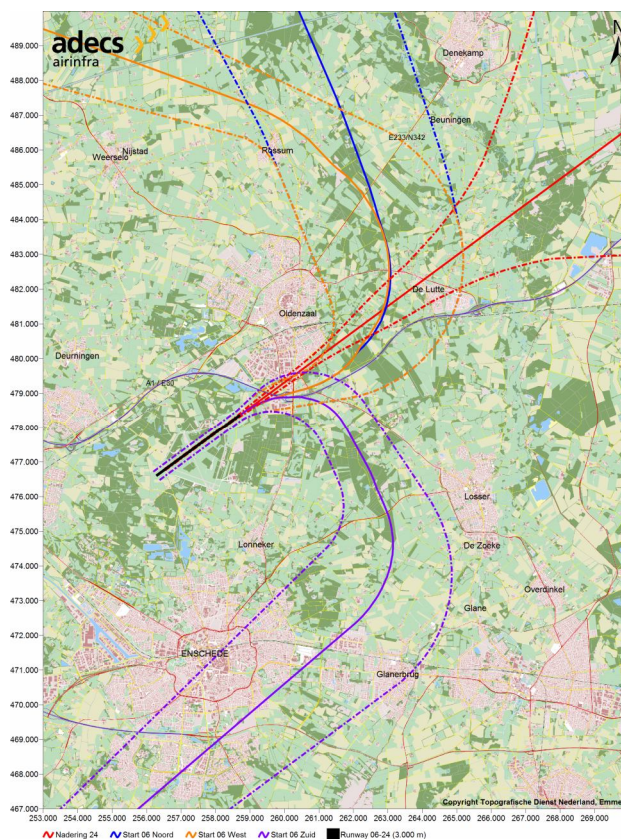 adecs
airinfra
N
489.000
488.000
487.000
486.000
485.000
484.000
483.000
482.000
481.000
480.000
479.000
478.000
477.000
476.000
475.000
474.000
473.000
472.000
471.000
470.000
469.000
468.000
467.000
Denekamp
Beuningen
E233/N342
Rossum
Nijstad
Weerselo
De Lutte
Oldenzaal
Deurningen
A1 / E30
Losser
De Zoeke
Lonneker
Overdinkel
Glane
ENSCHEDE
Glanerbrug
Copyright Topografische Dienst Nederland, Emme
253.000 254.000 255.000 256.000 257.000 258.000 259.000 260.000 261.000 262.000 263.000 264.000 265.000 266.000 267.000 268.000 269.000
Nadering 24 Start 06 Noord Start 06 West Start 06 Zuid Runway 06-24 (3.000 m)